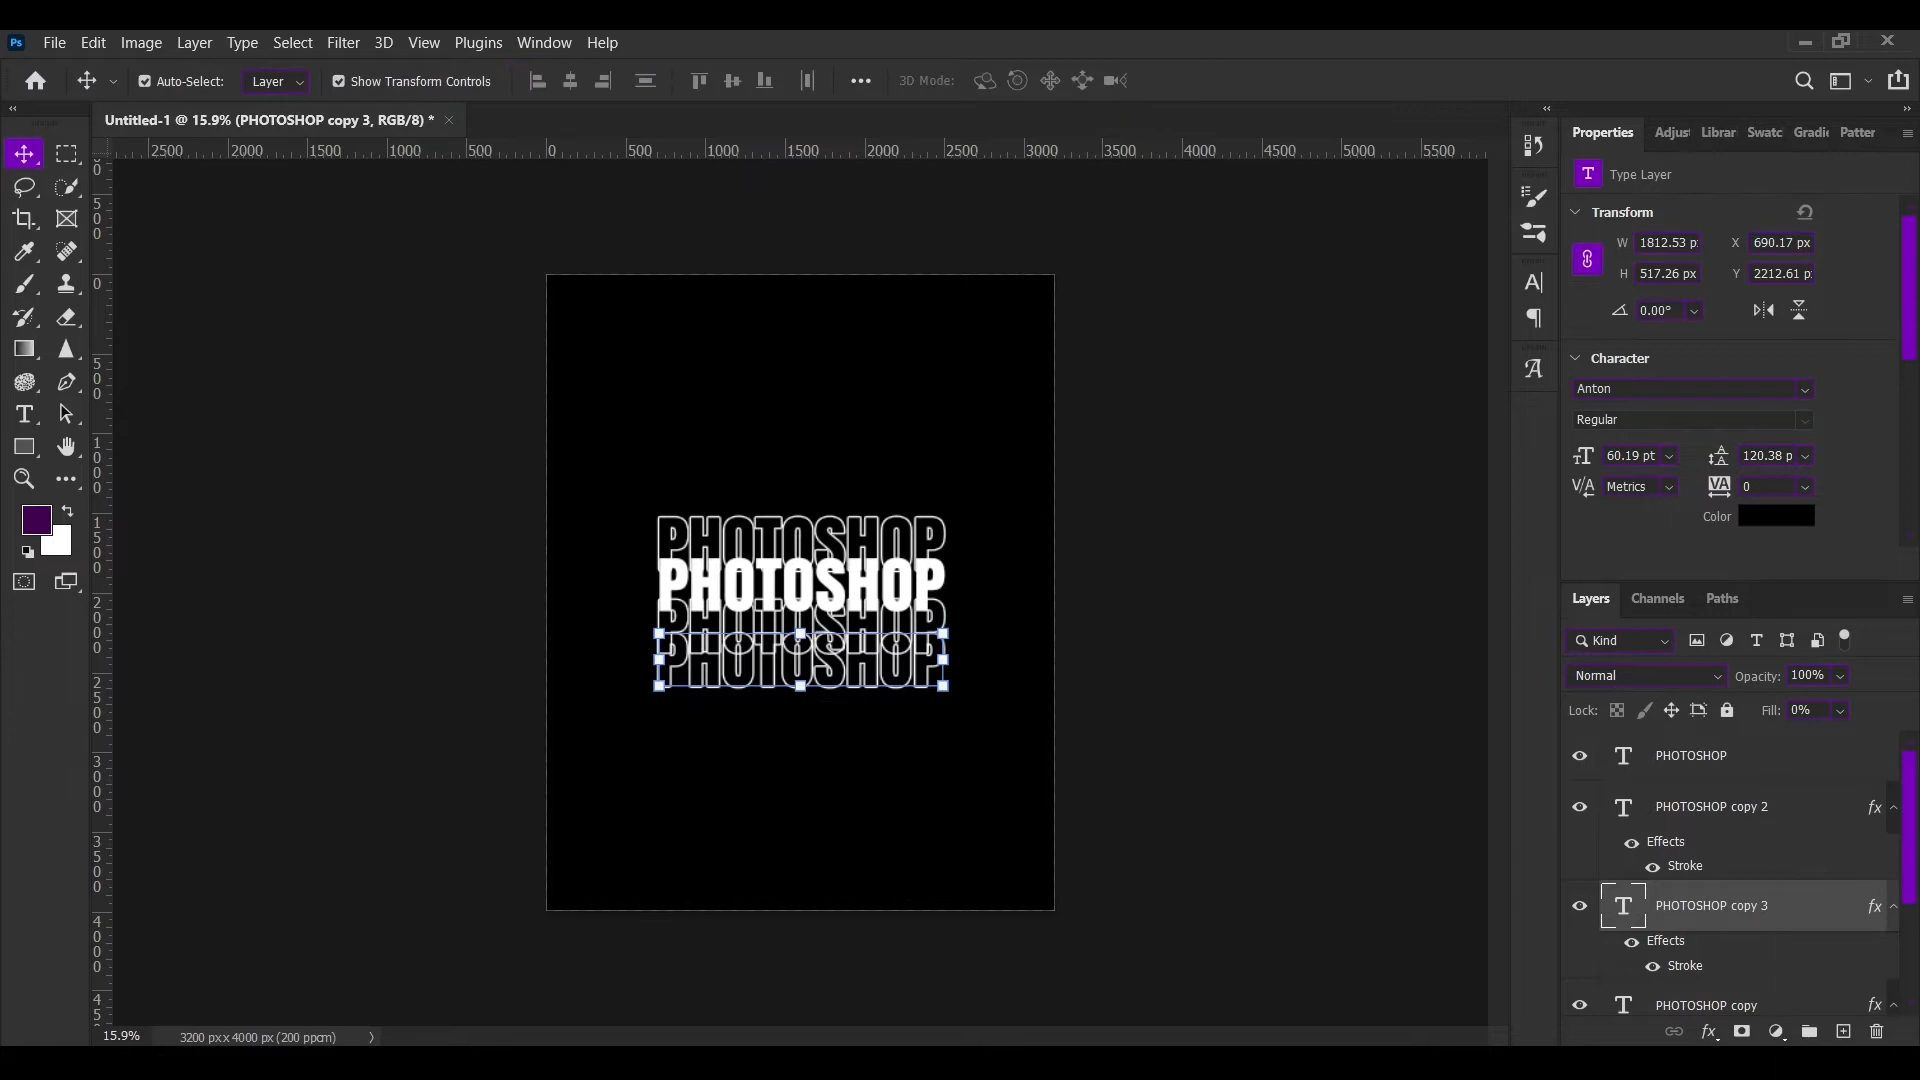 Ps File Edit Image Layer Type Select Filter 3D View Plugins Window Help
Auto-Select: Layer Show Transform Controls 3D Mode:
Untitled-1 @ 15.9% (PHOTOSHOP copy 3, RGB/8) *
2500 2000 1500 1000 500 0 500 1000 1500 2000 2500 3000 3500 4000 4500 5000 5500
Properties Adjus Librar Swatc Gradi Patter
T Type Layer
Transform
W 1812.53 p X 690.17 px
H 517.26 px Y 2212.61 p
0.00°
Character
Anton
Regular
60.19 pt 120.38 p
Metrics 0
Color
PHOTOSHOP
PHOTOSHOP
PHOTOSHOP
PHOTOSHOP
Layers Channels Paths
Kind
Normal Opacity: 100%
Lock: Fill: 0%
PHOTOSHOP
PHOTOSHOP copy 2 fx
Effects
Stroke
PHOTOSHOP copy 3 fx
Effects
Stroke
PHOTOSHOP copy fx
15.9% 3200 px x 4000 px (200 ppcm)